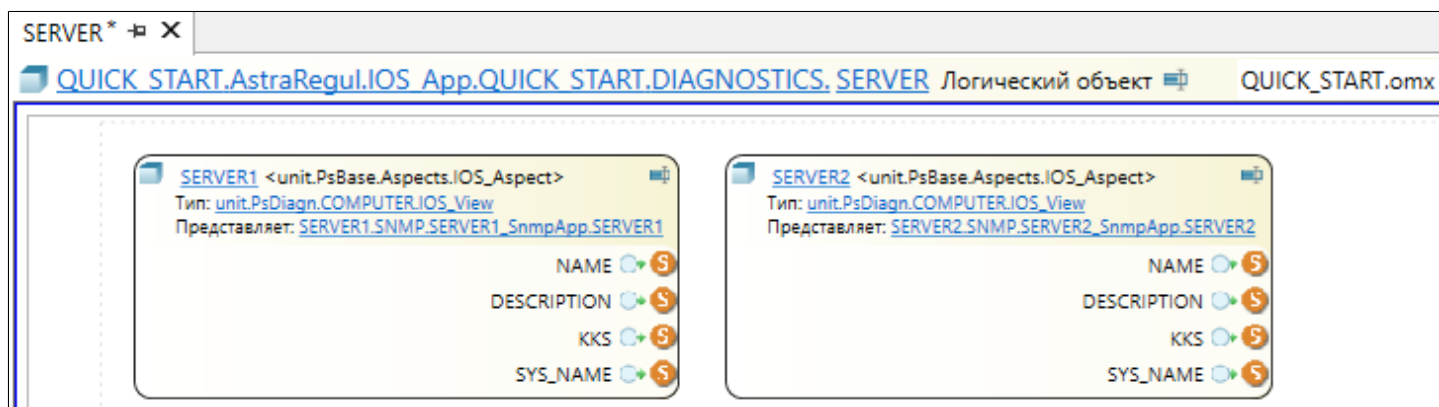 SERVER*
QUICK_START.AstraRegul.IOS_App.QUICK_START.DIAGNOSTICS. SERVER Логический объект QUICK_START.omx
SERVER1 <unit.PsBase.Aspects.IOS_Aspect>
Тип: unit.PsDiagn.COMPUTER.IOS_View
Представляет: SERVER1.SNMP.SERVER1_SnmpApp.SERVER1
NAME S
DESCRIPTION S
KKS S
SYS_NAME S
SERVER2 <unit.PsBase.Aspects.IOS_Aspect>
Тип: unit.PsDiagn.COMPUTER.IOS_View
Представляет: SERVER2.SNMP.SERVER2_SnmpApp.SERVER2
NAME S
DESCRIPTION S
KKS S
SYS_NAME S